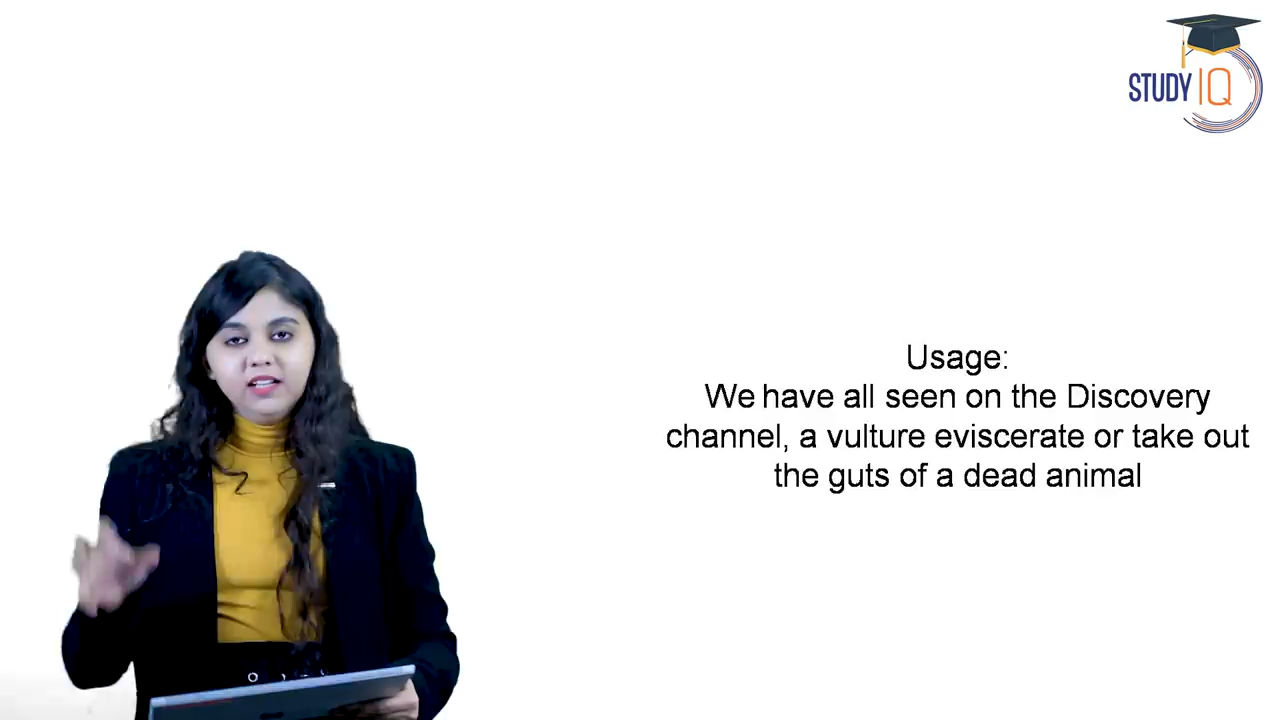 STUDY IQ
Usage:
We have all seen on the Discovery
channel, a vulture eviscerate or take out
the guts of a dead animal